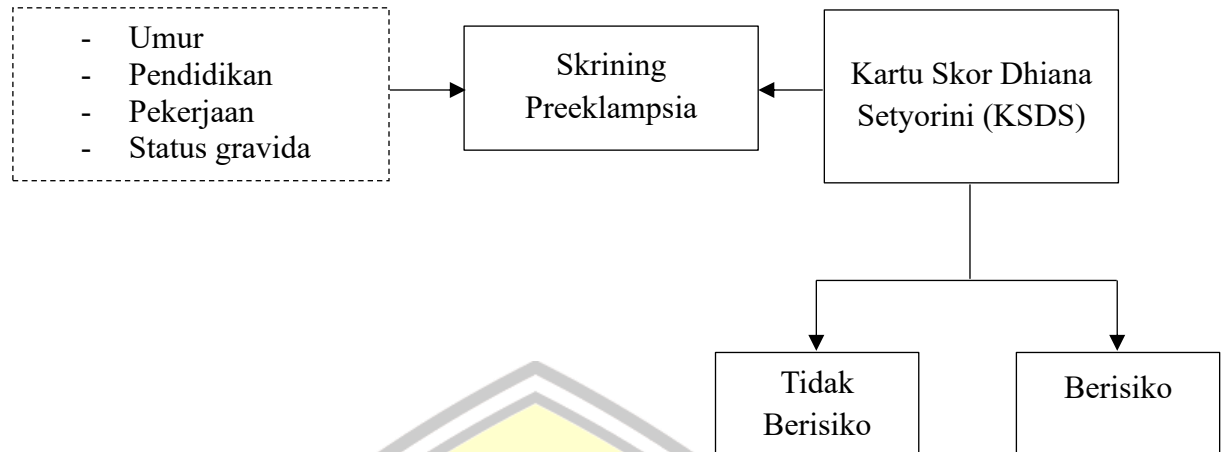 - Umur
- Pendidikan
- Pekerjaan
- Status gravida
Skrining
Preeklampsia
Kartu Skor Dhiana
Setyorini (KSDS)
Tidak
Berisiko
Berisiko